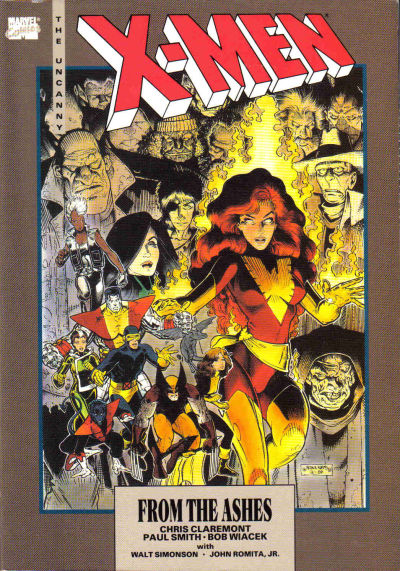 MARVEL
Comics
THE UNCANNY
X-MEN
FROM THE ASHES
CHRIS CLAREMONT
PAUL SMITH · BOB WIACEK
with
WALT SIMONSON · JOHN ROMITA, JR.